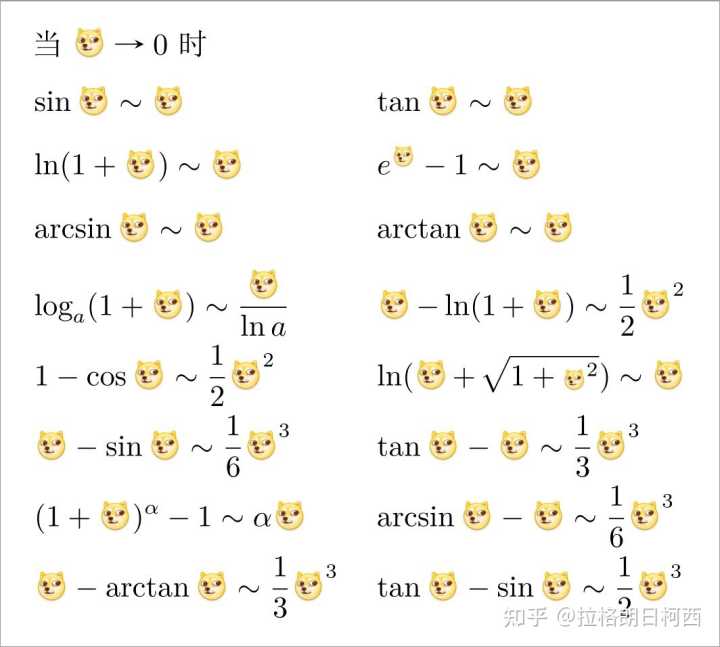 当 🐶 → 0 时
sin 🐶 ~ 🐶 tan 🐶 ~ 🐶
ln(1 + 🐶) ~ 🐶 e^🐶 − 1 ~ 🐶
arcsin 🐶 ~ 🐶 arctan 🐶 ~ 🐶
log_a(1 + 🐶) ~ 🐶/ln a 🐶 − ln(1 + 🐶) ~ 1/2 🐶^2
1 − cos 🐶 ~ 1/2 🐶^2 ln(🐶 + √(1 + 🐶^2)) ~ 🐶
🐶 − sin 🐶 ~ 1/6 🐶^3 tan 🐶 − 🐶 ~ 1/3 🐶^3
(1 + 🐶)^α − 1 ~ α🐶 arcsin 🐶 − 🐶 ~ 1/6 🐶^3
🐶 − arctan 🐶 ~ 1/3 🐶^3 tan 🐶 − sin 🐶 ~ 1/2 🐶^3
知乎 @拉格朗日柯西